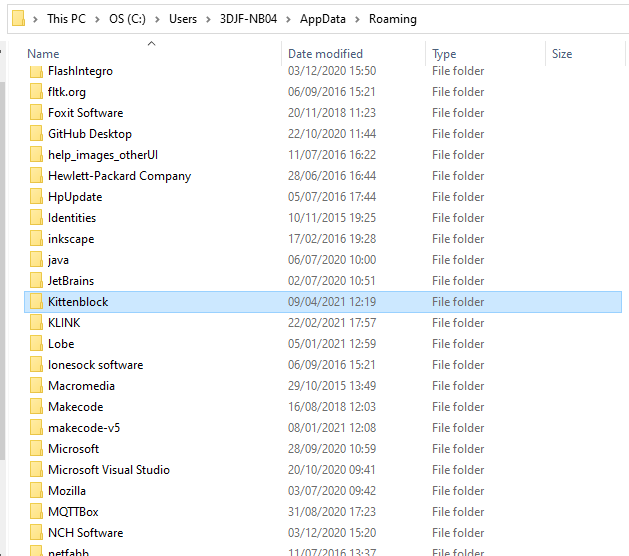 This PC > OS (C:) > Users > 3DJF-NB04 > AppData > Roaming
Name Date modified Type Size
FlashIntegro 03/12/2020 15:50 File folder
fltk.org 06/09/2016 15:21 File folder
Foxit Software 20/11/2018 11:23 File folder
GitHub Desktop 22/10/2020 11:44 File folder
help_images_otherUI 11/07/2016 16:22 File folder
Hewlett-Packard Company 28/06/2016 16:44 File folder
HpUpdate 05/07/2016 17:44 File folder
Identities 10/11/2015 19:25 File folder
inkscape 17/02/2016 19:28 File folder
java 06/07/2020 10:00 File folder
JetBrains 02/07/2020 10:51 File folder
Kittenblock 09/04/2021 12:19 File folder
KLINK 22/02/2021 17:57 File folder
Lobe 05/01/2021 12:59 File folder
lonesock software 06/09/2016 15:21 File folder
Macromedia 29/10/2015 13:49 File folder
Makecode 16/08/2018 12:03 File folder
makecode-v5 08/01/2021 12:08 File folder
Microsoft 28/09/2020 10:59 File folder
Microsoft Visual Studio 20/10/2020 09:41 File folder
Mozilla 03/07/2020 09:42 File folder
MQTTBox 31/08/2020 17:23 File folder
NCH Software 03/12/2020 15:20 File folder
netfabb 11/07/2016 13:37 File folder